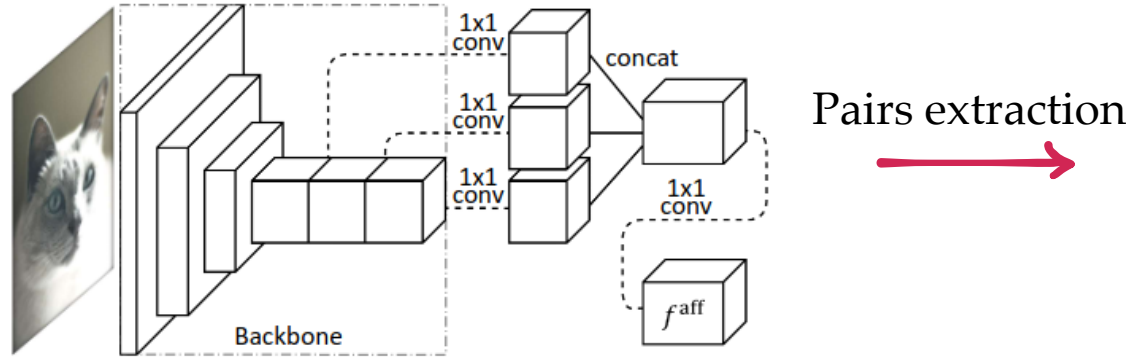 1x1
conv
concat
1x1
conv
Pairs extraction
1x1
conv
1x1
conv
Backbone
f^aff